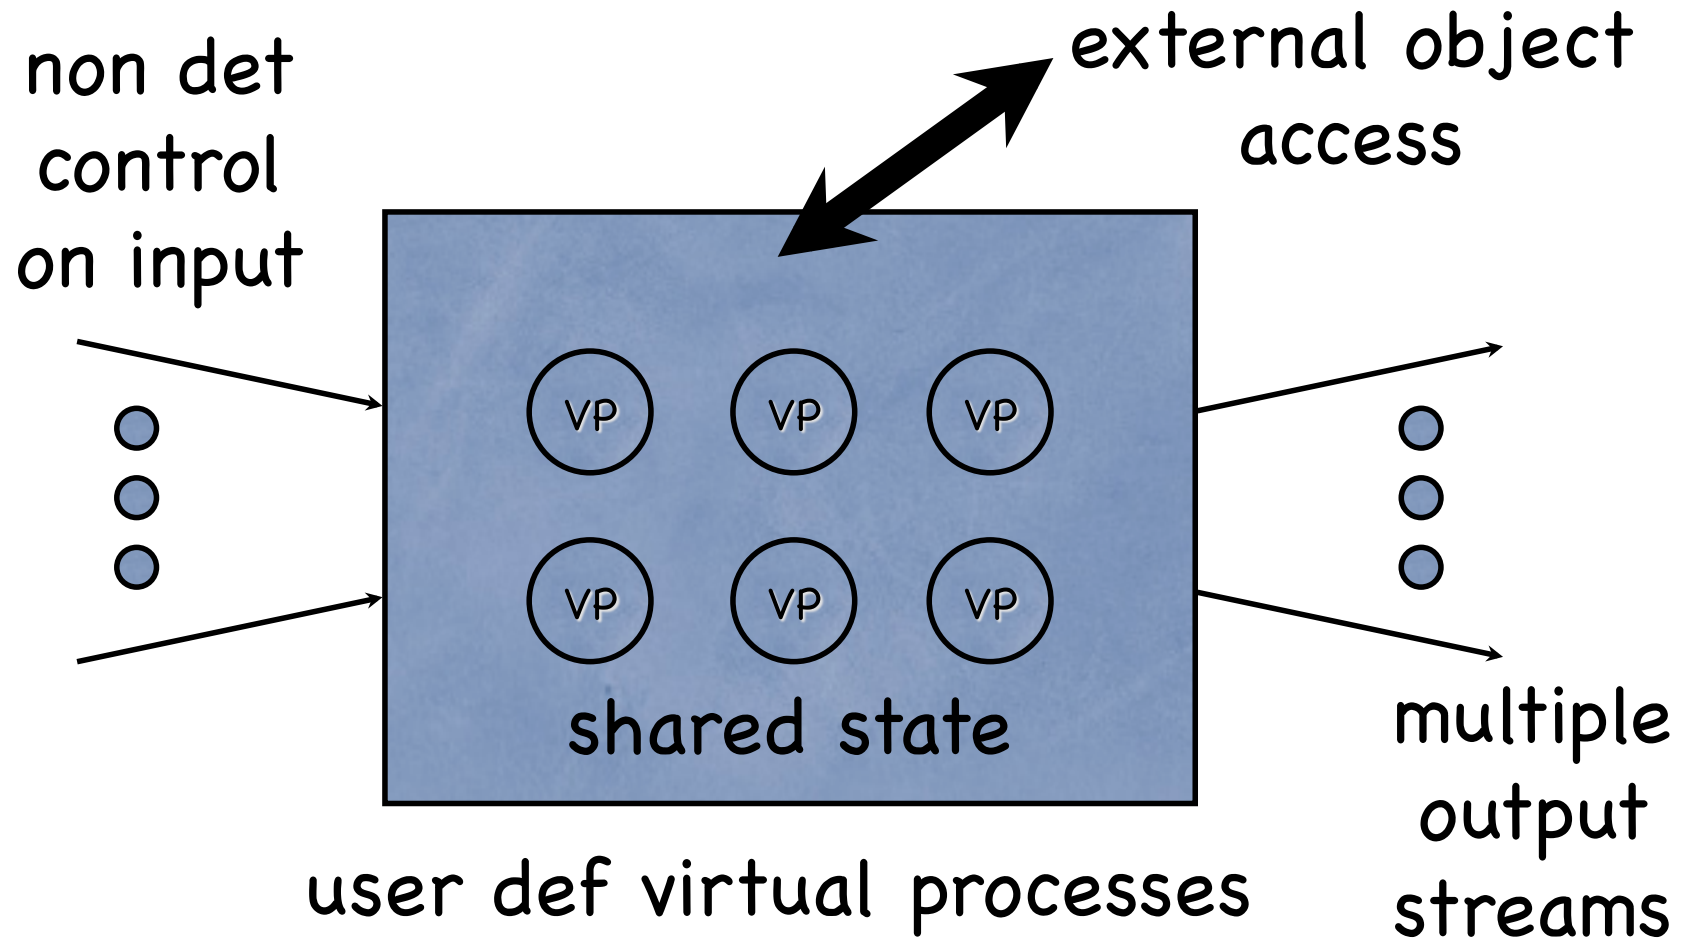 non det
control
on input
external object
access
VP VP VP
VP VP VP
shared state
user def virtual processes
multiple
output
streams